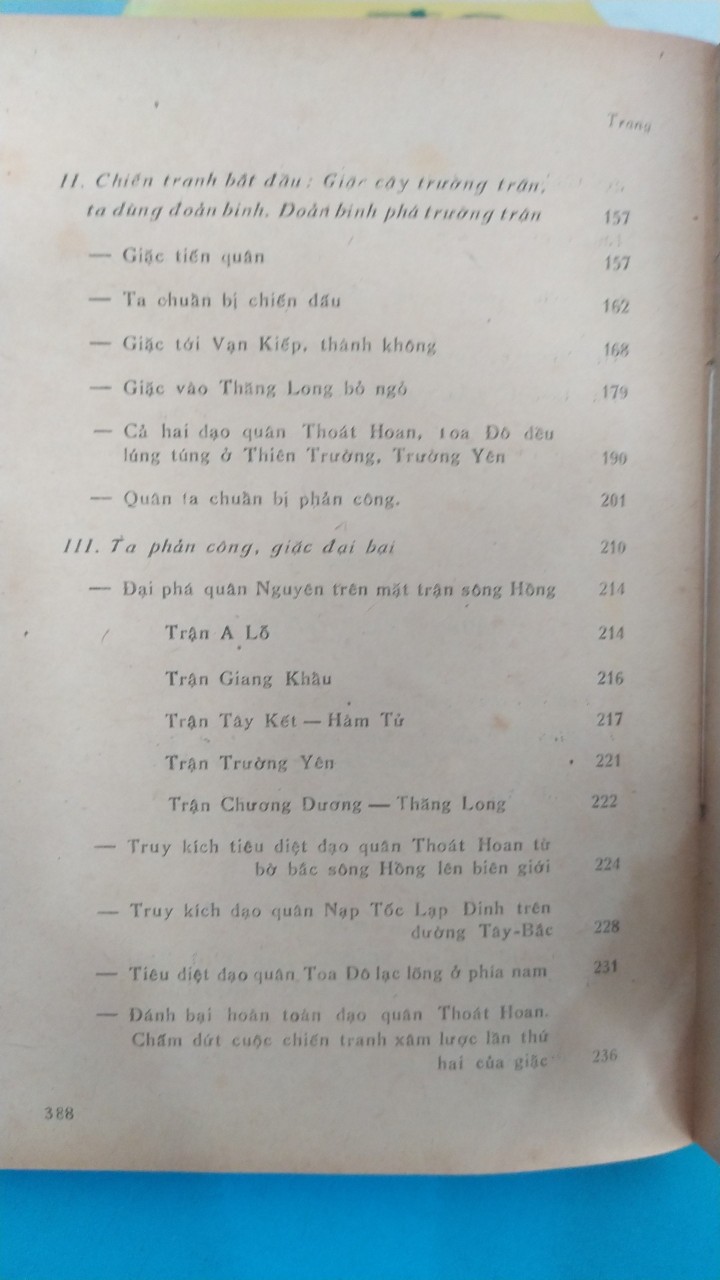 Trang
II. Chiến tranh bắt đầu : Giặc cậy trường trận,
ta dùng đoản binh. Đoản binh phá trường trận 157
— Giặc tiến quân 157
— Ta chuẩn bị chiến đấu 162
— Giặc tới Vạn Kiếp, thành không 168
— Giặc vào Thăng Long bỏ ngỏ 179
— Cả hai đạo quân Thoát Hoan, Toa Đô đều
lúng túng ở Thiên Trường, Trường Yên 190
— Quân ta chuẩn bị phản công. 201
III. Ta phản công, giặc đại bại 210
— Đại phá quân Nguyên trên mặt trận sông Hồng 214
Trận A Lỗ 214
Trận Giang Khẩu 216
Trận Tây Kết — Hàm Tử 217
Trận Trường Yên 221
Trận Chương Dương — Thăng Long 222
— Truy kích tiêu diệt đạo quân Thoát Hoan từ
bờ bắc sông Hồng lên biên giới 224
— Truy kích đạo quân Nạp Tốc Lạp Đinh trên
đường Tây-Bắc 228
— Tiêu diệt đạo quân Toa Đô lạc lõng ở phía nam 231
— Đánh bại hoàn toàn đạo quân Thoát Hoan.
Chấm dứt cuộc chiến tranh xâm lược lần thứ
hai của giặc 236
388